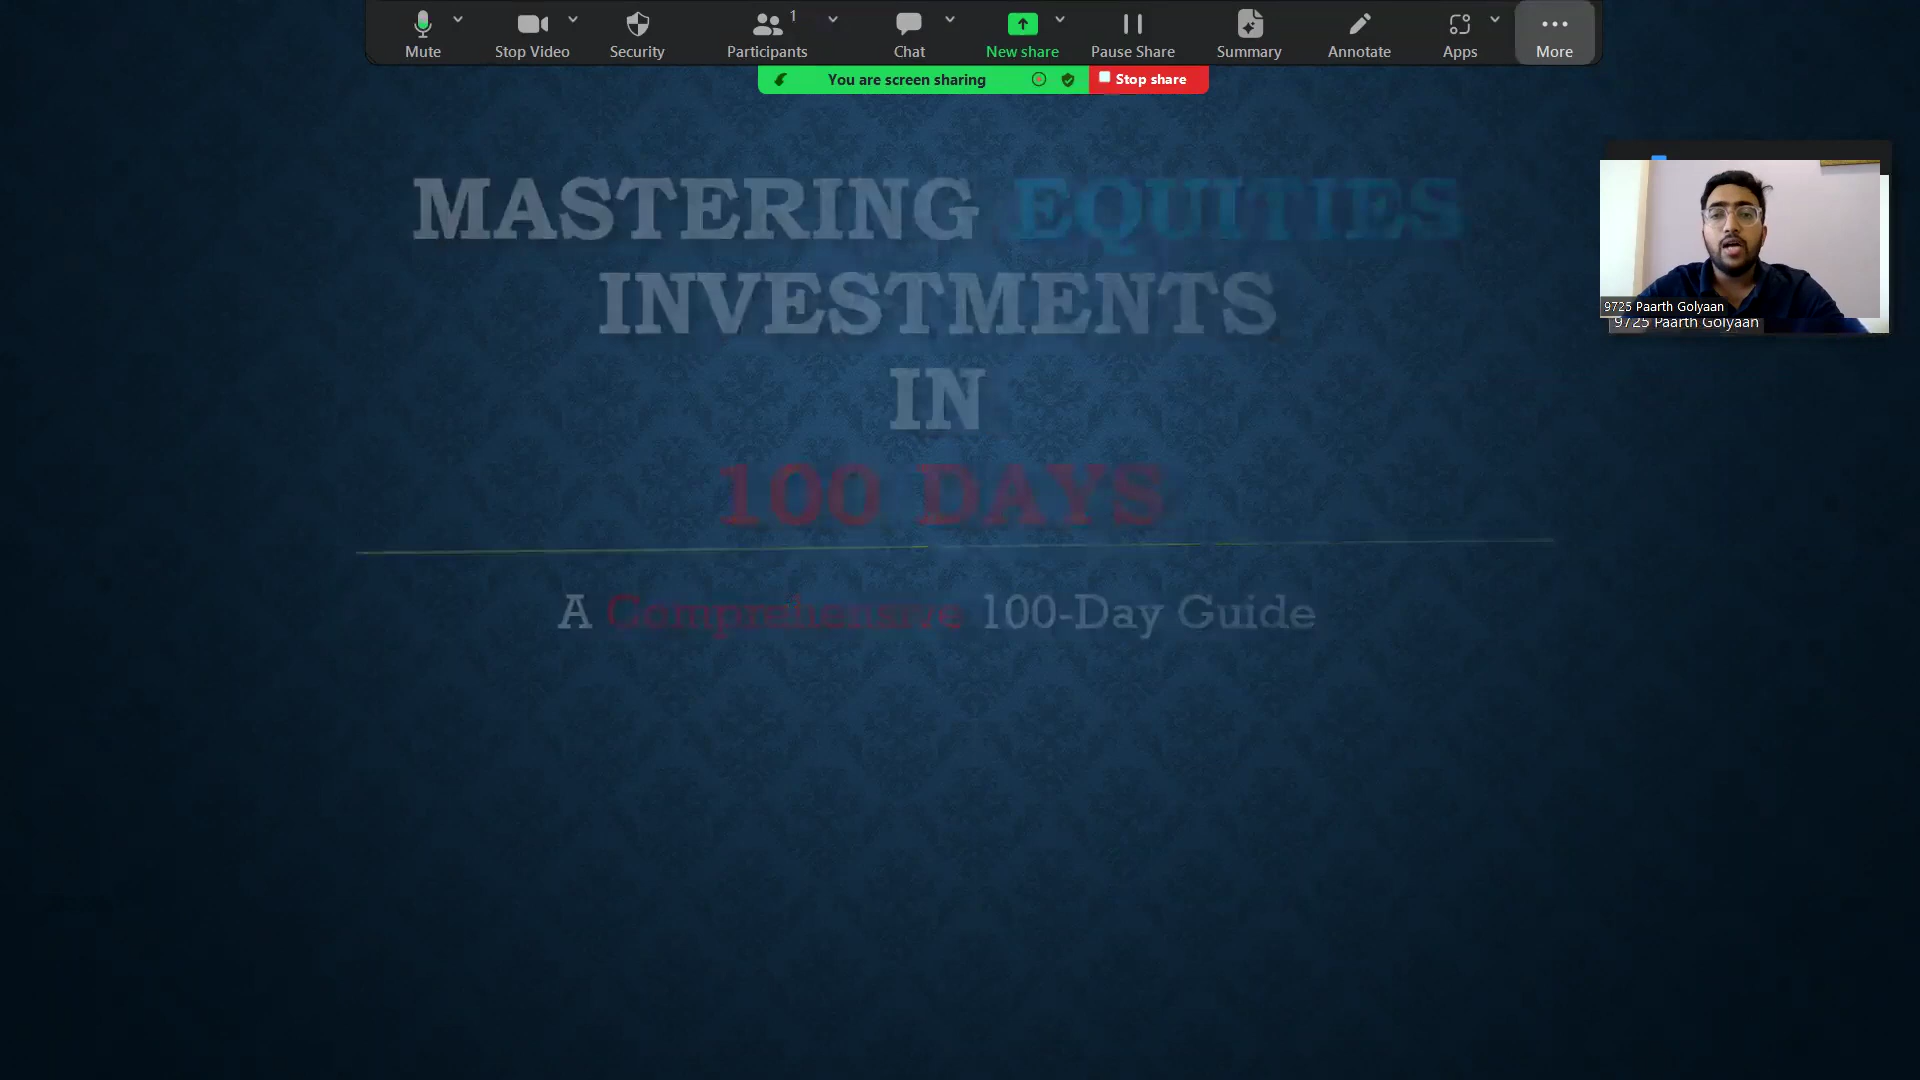 1
Mute
Stop Video
Security
Participants
Chat
New share
Pause Share
Summary
Annotate
Apps
More
You are screen sharing
Stop share
MASTERING EQUITIES
INVESTMENTS
IN
100 DAYS
A Comprehensive 100-Day Guide
9725 Paarth Golyaan
9725 Paarth Golyaan